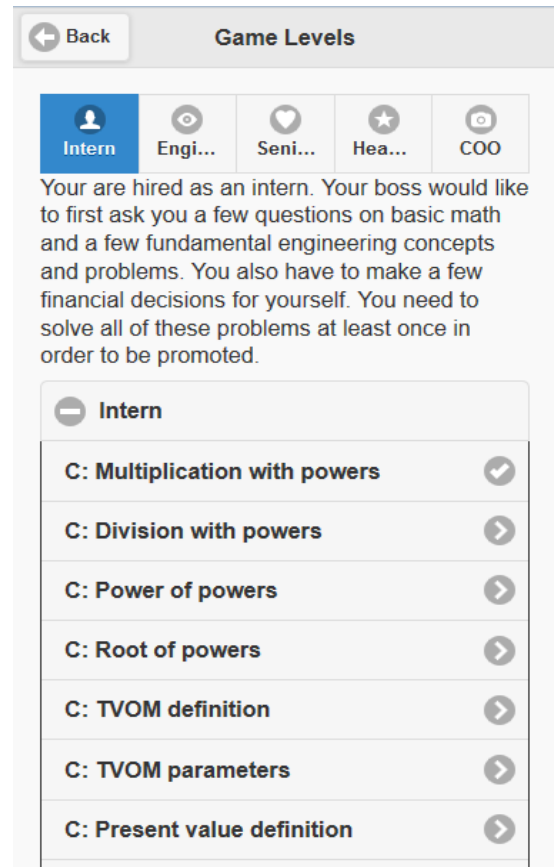 Back
Game Levels
Intern
Engi...
Seni...
Hea...
COO
Your are hired as an intern. Your boss would like
to first ask you a few questions on basic math
and a few fundamental engineering concepts
and problems. You also have to make a few
financial decisions for yourself. You need to
solve all of these problems at least once in
order to be promoted.
Intern
C: Multiplication with powers
C: Division with powers
C: Power of powers
C: Root of powers
C: TVOM definition
C: TVOM parameters
C: Present value definition